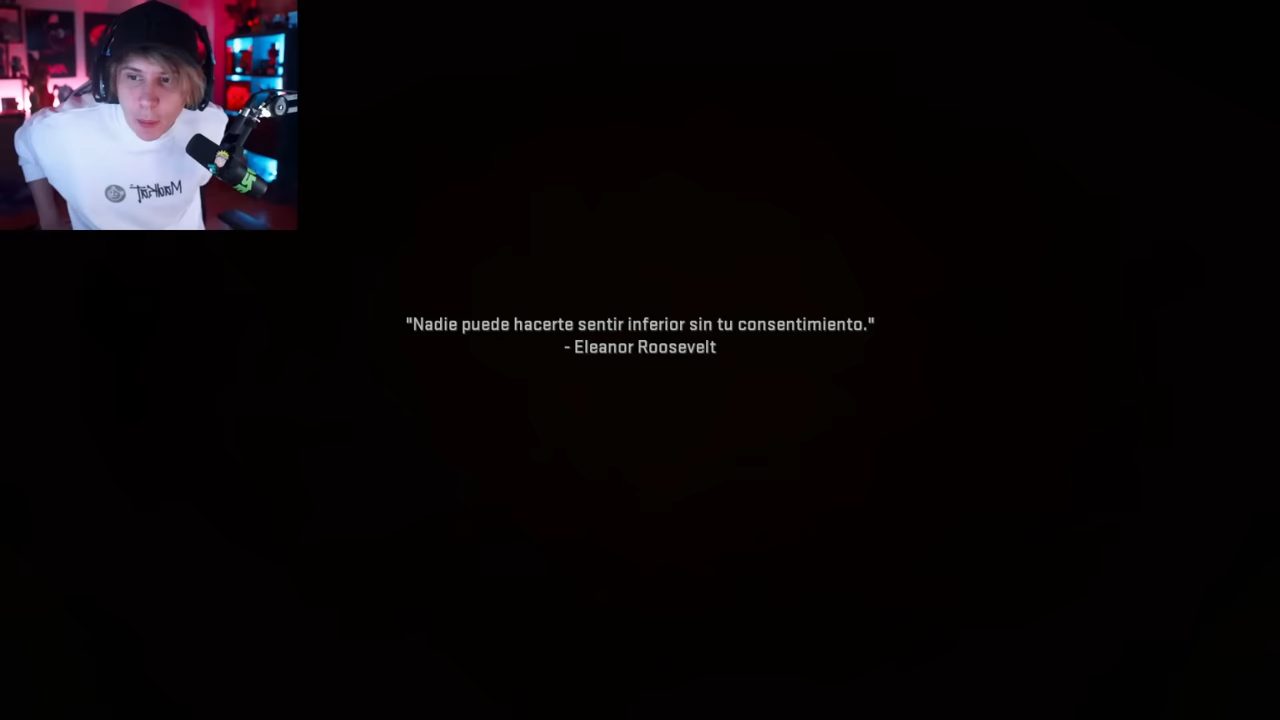 "Nadie puede hacerte sentir inferior sin tu consentimiento."
- Eleanor Roosevelt